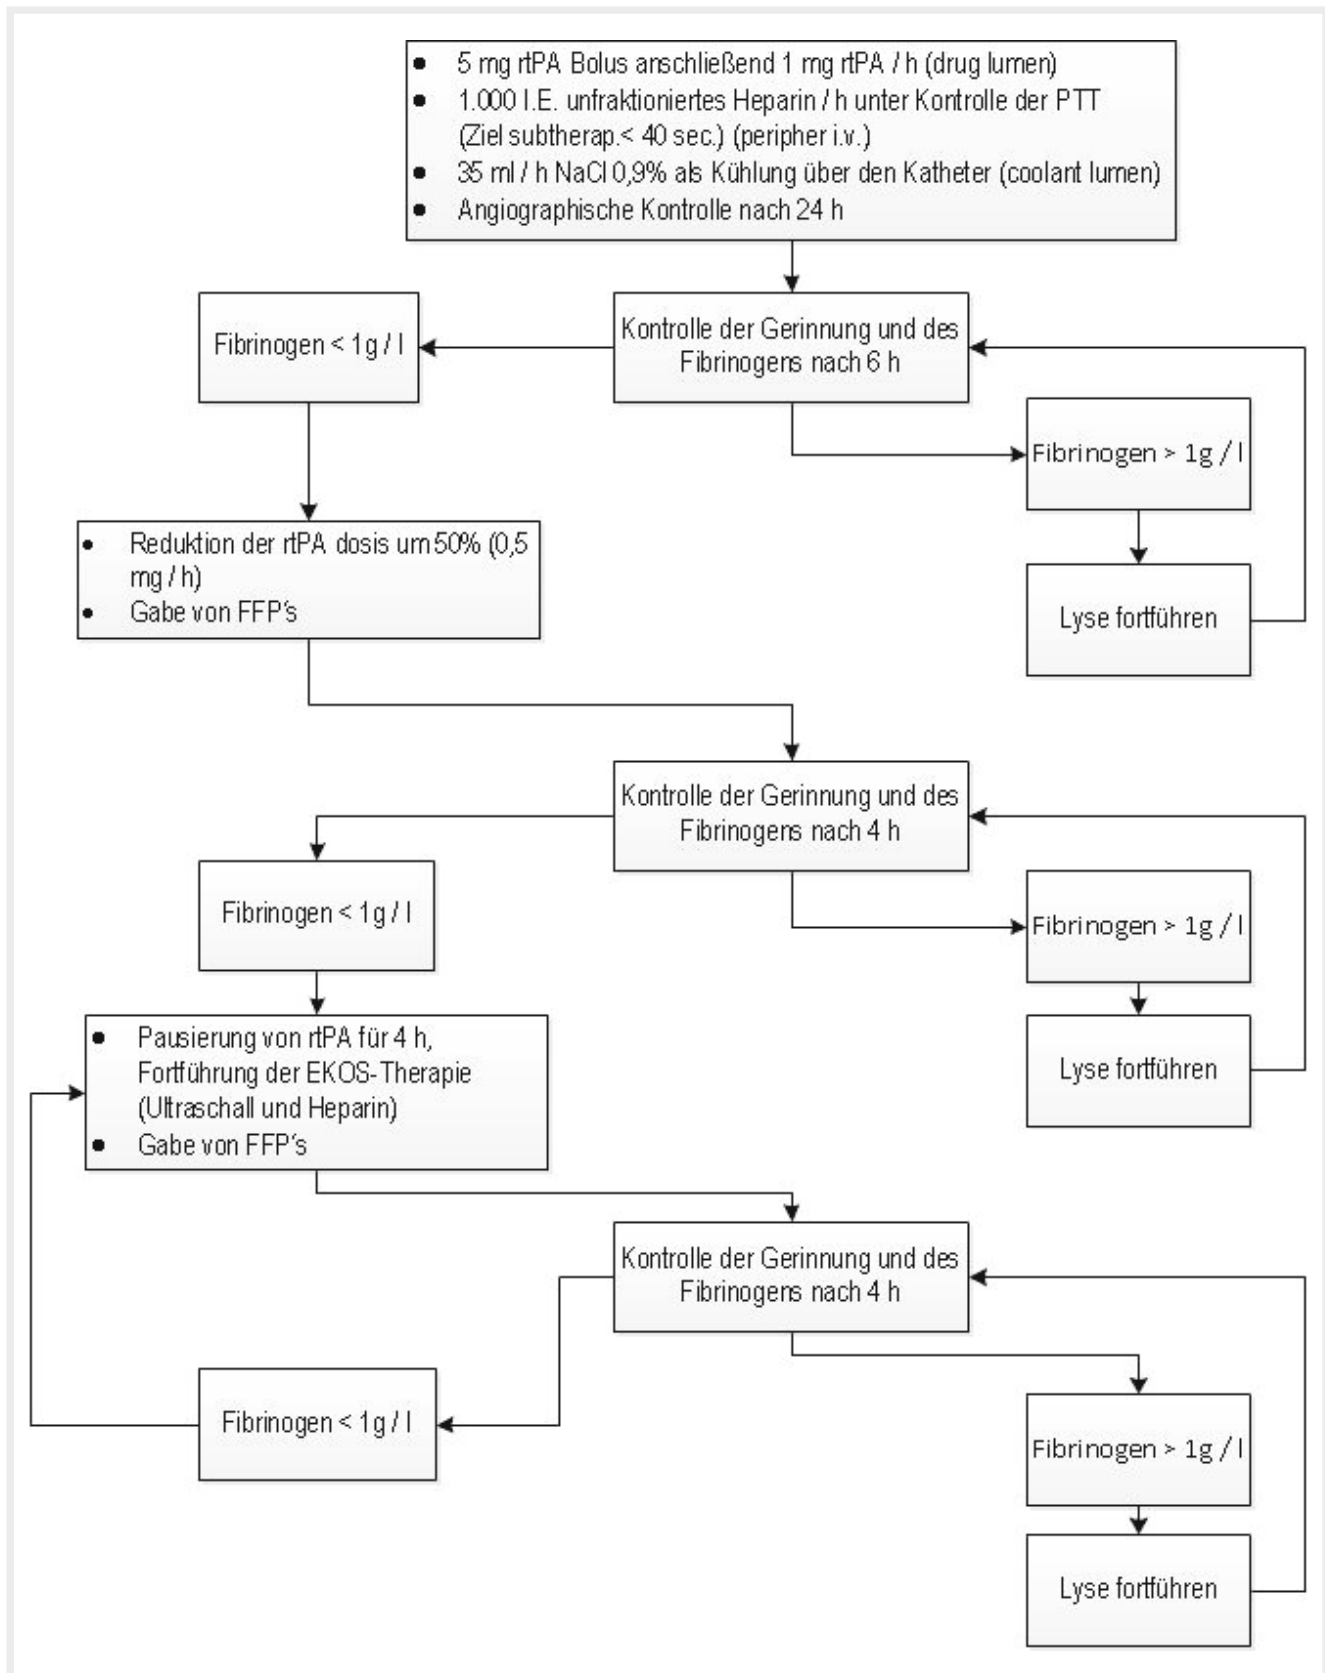 • 5 mg rtPA Bolus anschließend 1 mg rtPA / h (drug lumen)
• 1.000 I.E. unfraktioniertes Heparin / h unter Kontrolle der PTT
(Ziel subtherap.< 40 sec.) (peripher i.v.)
• 35 ml / h NaCl 0,9% als Kühlung über den Katheter (coolant lumen)
• Angiographische Kontrolle nach 24 h
Fibrinogen < 1g / l
Kontrolle der Gerinnung und des
Fibrinogens nach 6 h
Fibrinogen > 1g / l
Lyse fortführen
• Reduktion der rtPA dosis um 50% (0,5
mg / h)
• Gabe von FFP's
Kontrolle der Gerinnung und des
Fibrinogens nach 4 h
Fibrinogen < 1g / l
Fibrinogen > 1g / l
Lyse fortführen
• Pausierung von rtPA für 4 h,
Fortführung der EKOS-Therapie
(Ultraschall und Heparin)
• Gabe von FFP's
Kontrolle der Gerinnung und des
Fibrinogens nach 4 h
Fibrinogen < 1g / l
Fibrinogen > 1g / l
Lyse fortführen